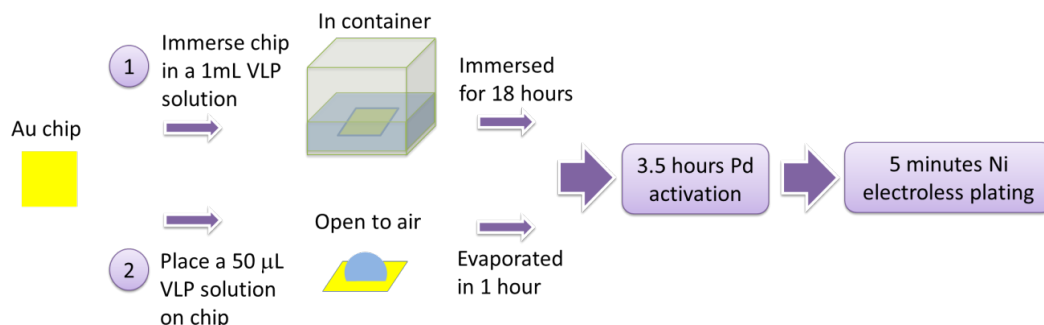 Au chip
1
Immerse chip
in a 1mL VLP
solution
In container
Immersed
for 18 hours
2
Place a 50 μL
VLP solution
on chip
Open to air
Evaporated
in 1 hour
3.5 hours Pd
activation
5 minutes Ni
electroless plating